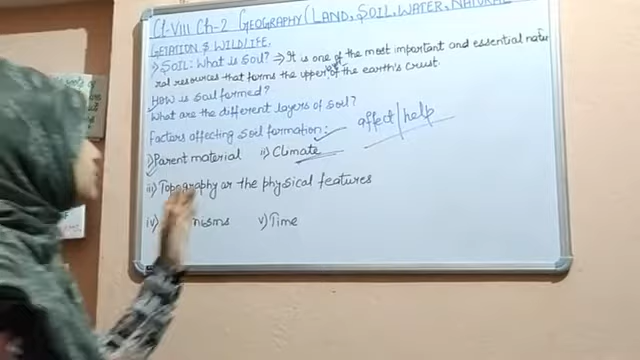 Cl-VIII Ch-2 GEOGRAPHY (LAND, SOIL, WATER, NATURAL
GETATION & WILDLIFE.
SOIL: What is soil? → It is one of the most important and essential natu
ral resources that forms the upper of the earth's crust.
How is soil formed?
What are the different layers of soil?
Factors affecting soil formation: affect/help
i) Parent material ii) Climate
iii) Topography or the physical features
iv) nisms v) Time